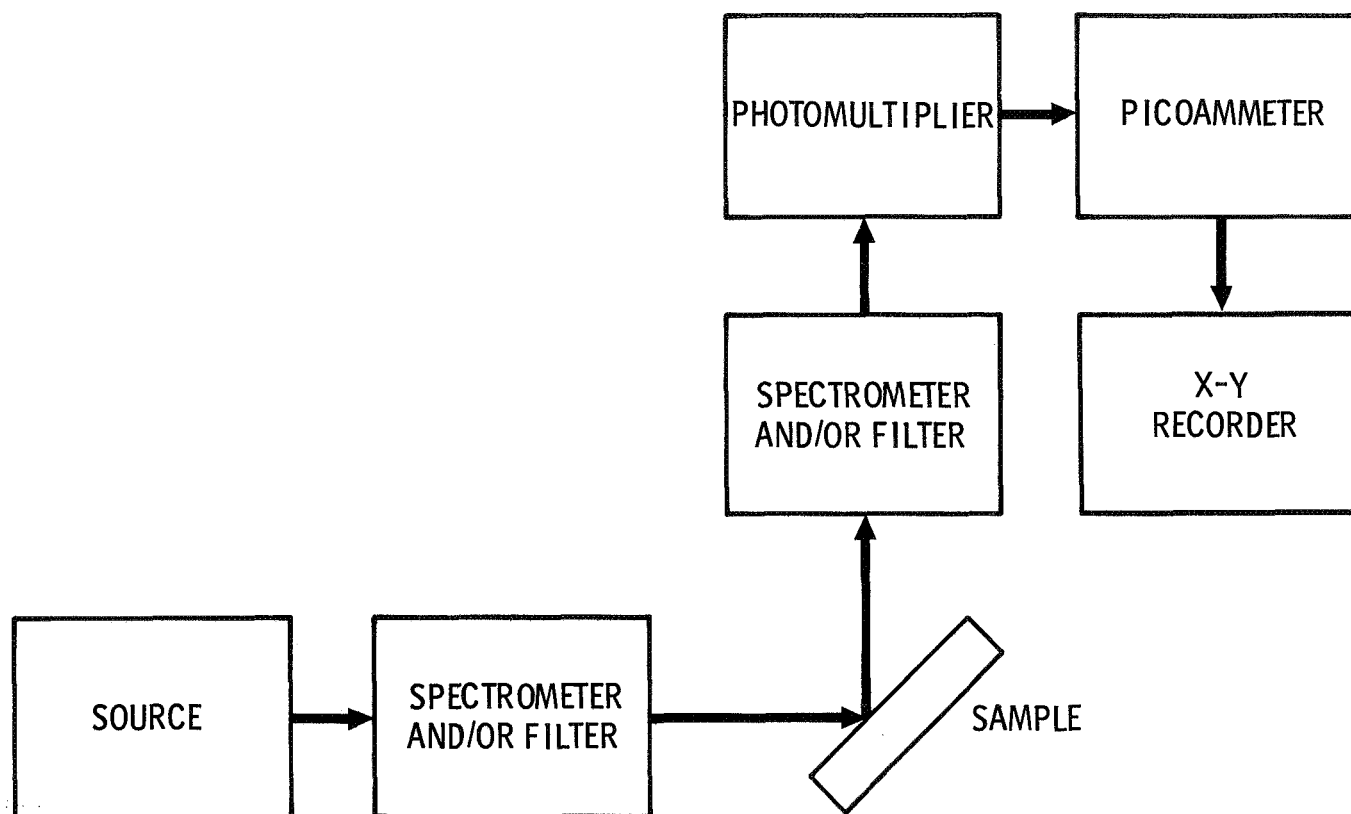 PHOTOMULTIPLIER
PICOAMMETER
SPECTROMETER
AND/OR FILTER
X-Y
RECORDER
SOURCE
SPECTROMETER
AND/OR FILTER
SAMPLE